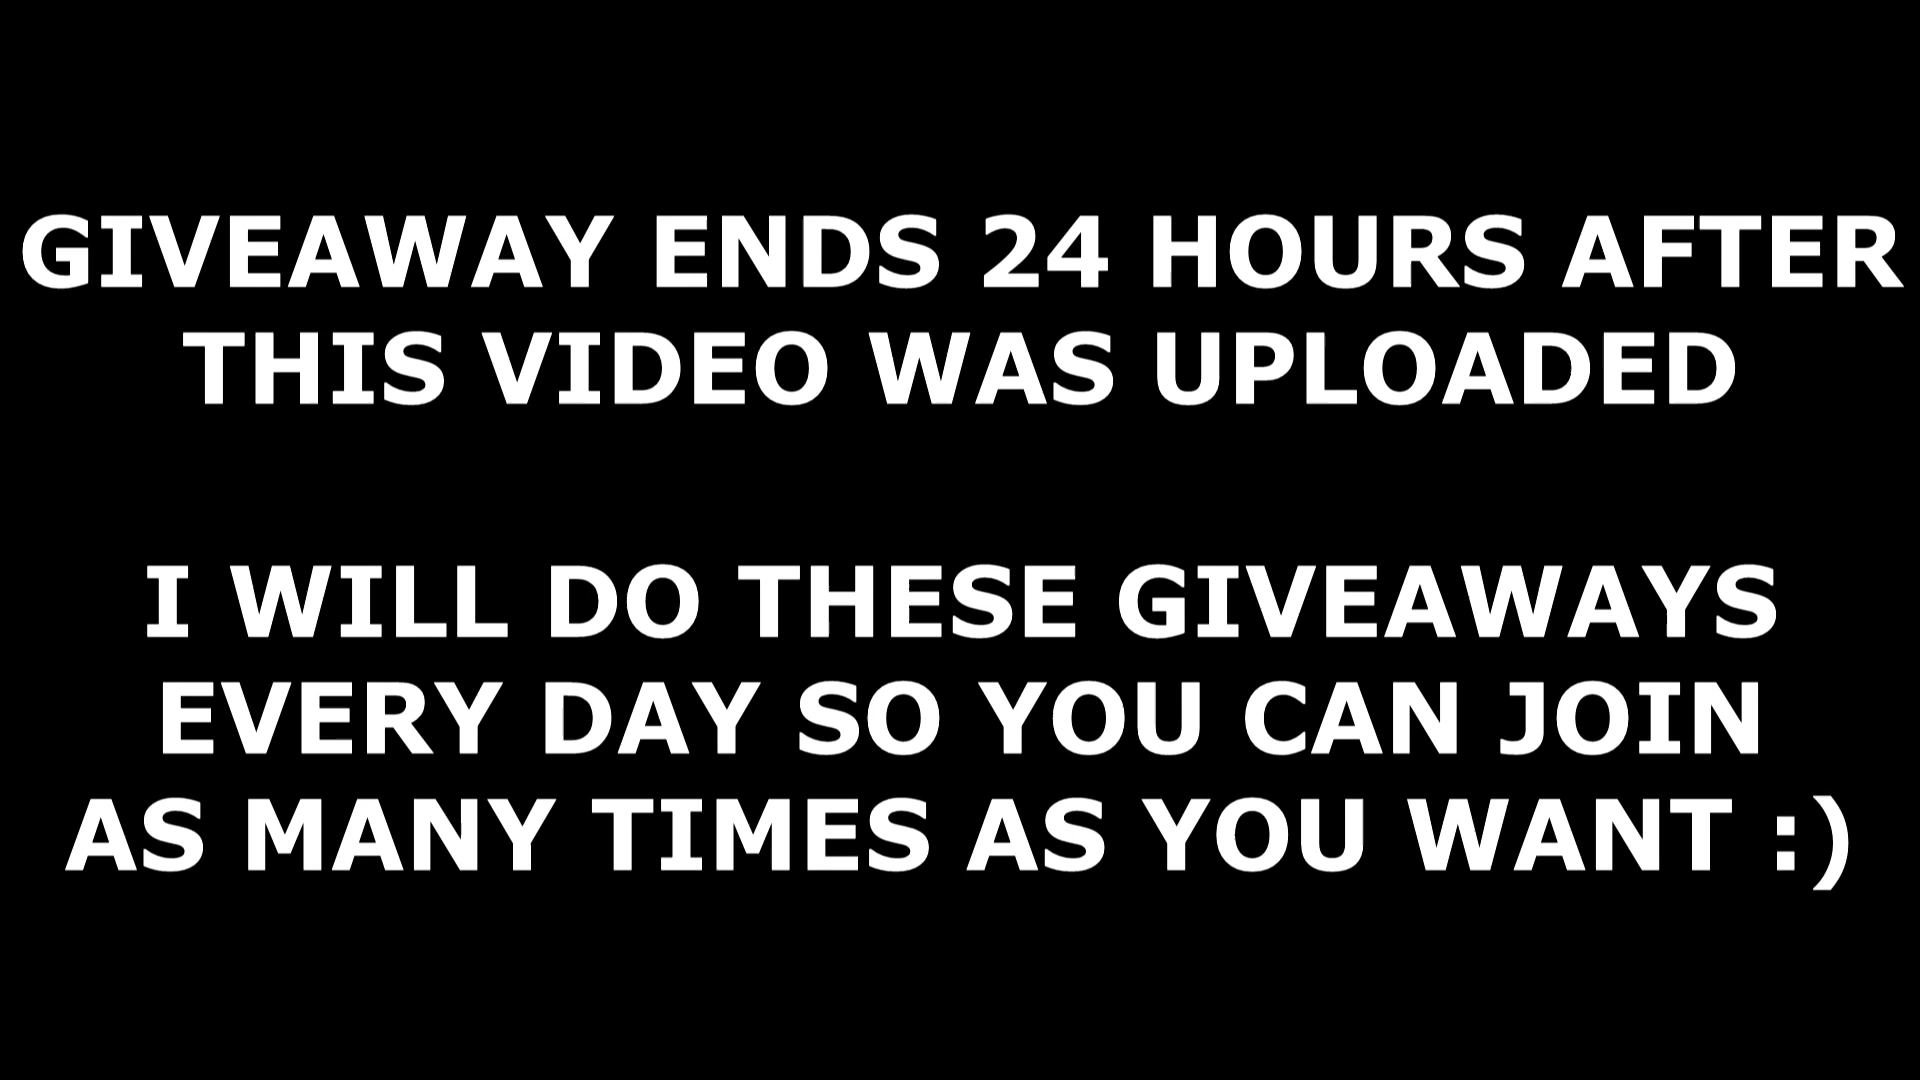 GIVEAWAY ENDS 24 HOURS AFTER
THIS VIDEO WAS UPLOADED
I WILL DO THESE GIVEAWAYS
EVERY DAY SO YOU CAN JOIN
AS MANY TIMES AS YOU WANT :)